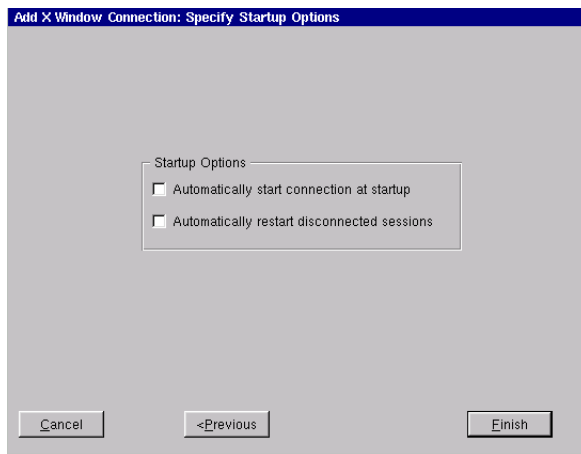 Add X Window Connection: Specify Startup Options
Startup Options
Automatically start connection at startup
Automatically restart disconnected sessions
Cancel
<Previous
Finish